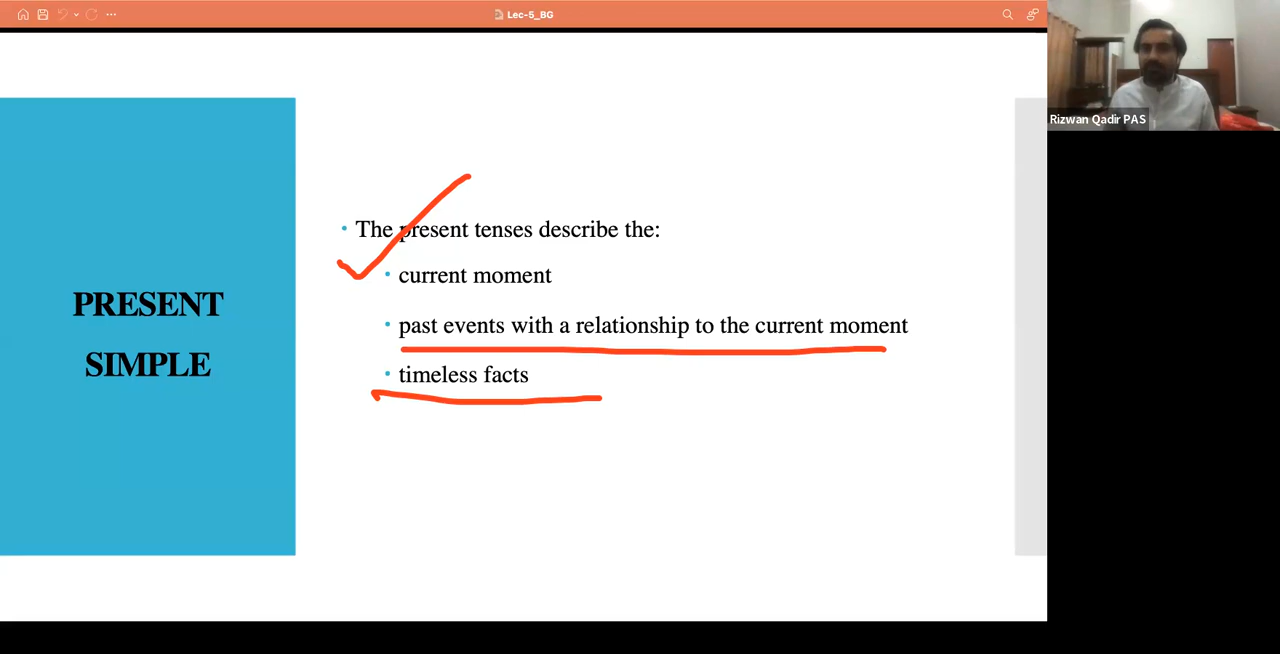 Lec-5_BG
Rizwan Qadir PAS
PRESENT
SIMPLE
• The present tenses describe the:
• current moment
• past events with a relationship to the current moment
• timeless facts